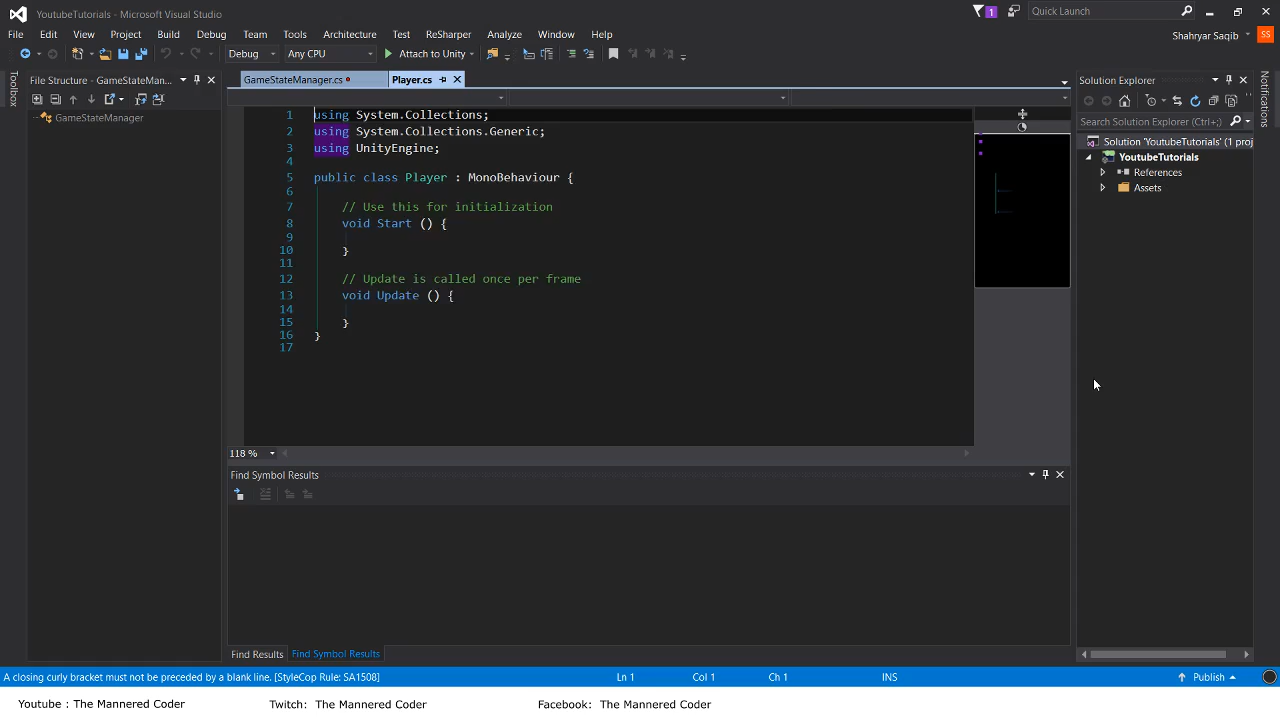 YoutubeTutorials - Microsoft Visual Studio
1
Quick Launch
File Edit View Project Build Debug Team Tools Architecture Test ReSharper Analyze Window Help
Shahryar Saqib
SS
Debug Any CPU Attach to Unity
Toolbox
File Structure - GameStateMan...
GameStateManager
GameStateManager.cs Player.cs
1 using System.Collections;
2 using System.Collections.Generic;
3 using UnityEngine;
4
5 public class Player : MonoBehaviour {
6
7 // Use this for initialization
8 void Start () {
9
10 }
11
12 // Update is called once per frame
13 void Update () {
14
15 }
16 }
17
118 %
Find Symbol Results
Find Results Find Symbol Results
Solution Explorer
Search Solution Explorer (Ctrl+;)
Solution 'YoutubeTutorials' (1 proj
YoutubeTutorials
References
Assets
Notifications
A closing curly bracket must not be preceded by a blank line. [StyleCop Rule: SA1508]
Ln 1 Col 1 Ch 1 INS Publish
Youtube : The Mannered Coder Twitch: The Mannered Coder Facebook: The Mannered Coder